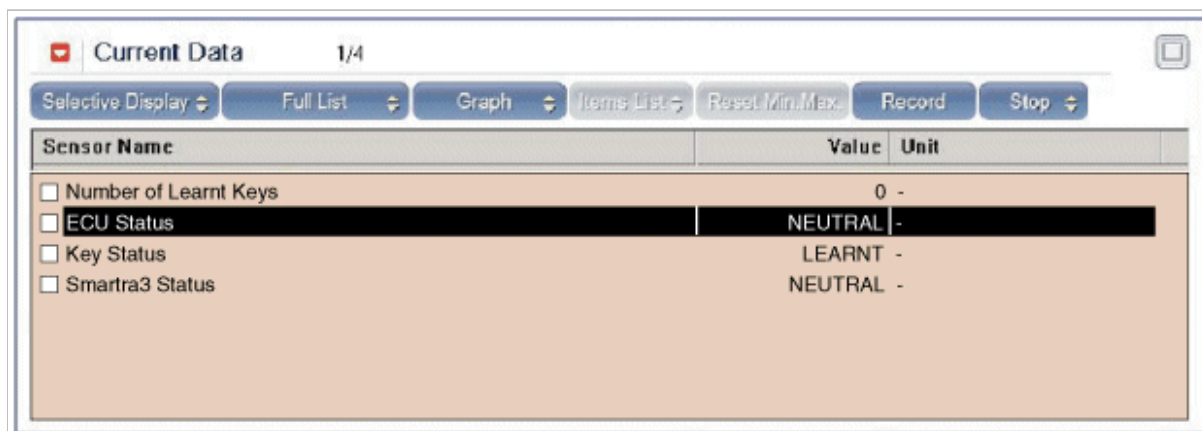 Current Data 1/4
Selective Display Full List Graph Items List Reset Min.Max. Record Stop
Sensor Name Value Unit
Number of Learnt Keys 0 -
ECU Status NEUTRAL -
Key Status LEARNT -
Smartra3 Status NEUTRAL -